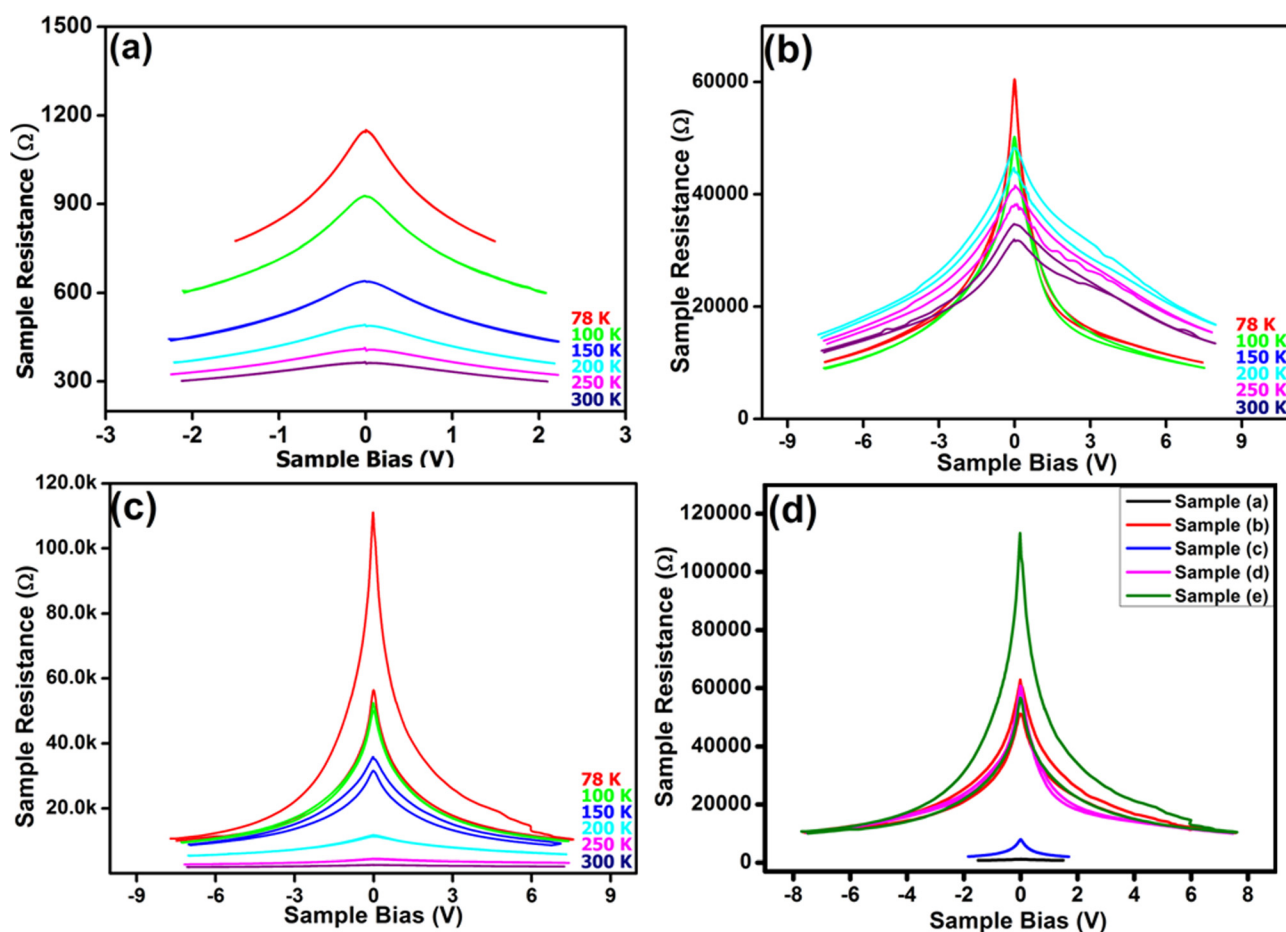 (a)
Sample Resistance (Ω)
1500
1200
900
600
300
78 K
100 K
150 K
200 K
250 K
300 K
-3 -2 -1 0 1 2 3
Sample Bias (V)
(b)
Sample Resistance (Ω)
60000
40000
20000
0
78 K
100 K
150 K
200 K
250 K
300 K
-9 -6 -3 0 3 6 9
Sample Bias (V)
(c)
Sample Resistance (Ω)
120.0k
100.0k
80.0k
60.0k
40.0k
20.0k
78 K
100 K
150 K
200 K
250 K
300 K
-9 -6 -3 0 3 6 9
Sample Bias (V)
(d)
Sample Resistance (Ω)
120000
100000
80000
60000
40000
20000
0
Sample (a)
Sample (b)
Sample (c)
Sample (d)
Sample (e)
-8 -6 -4 -2 0 2 4 6 8
Sample Bias (V)